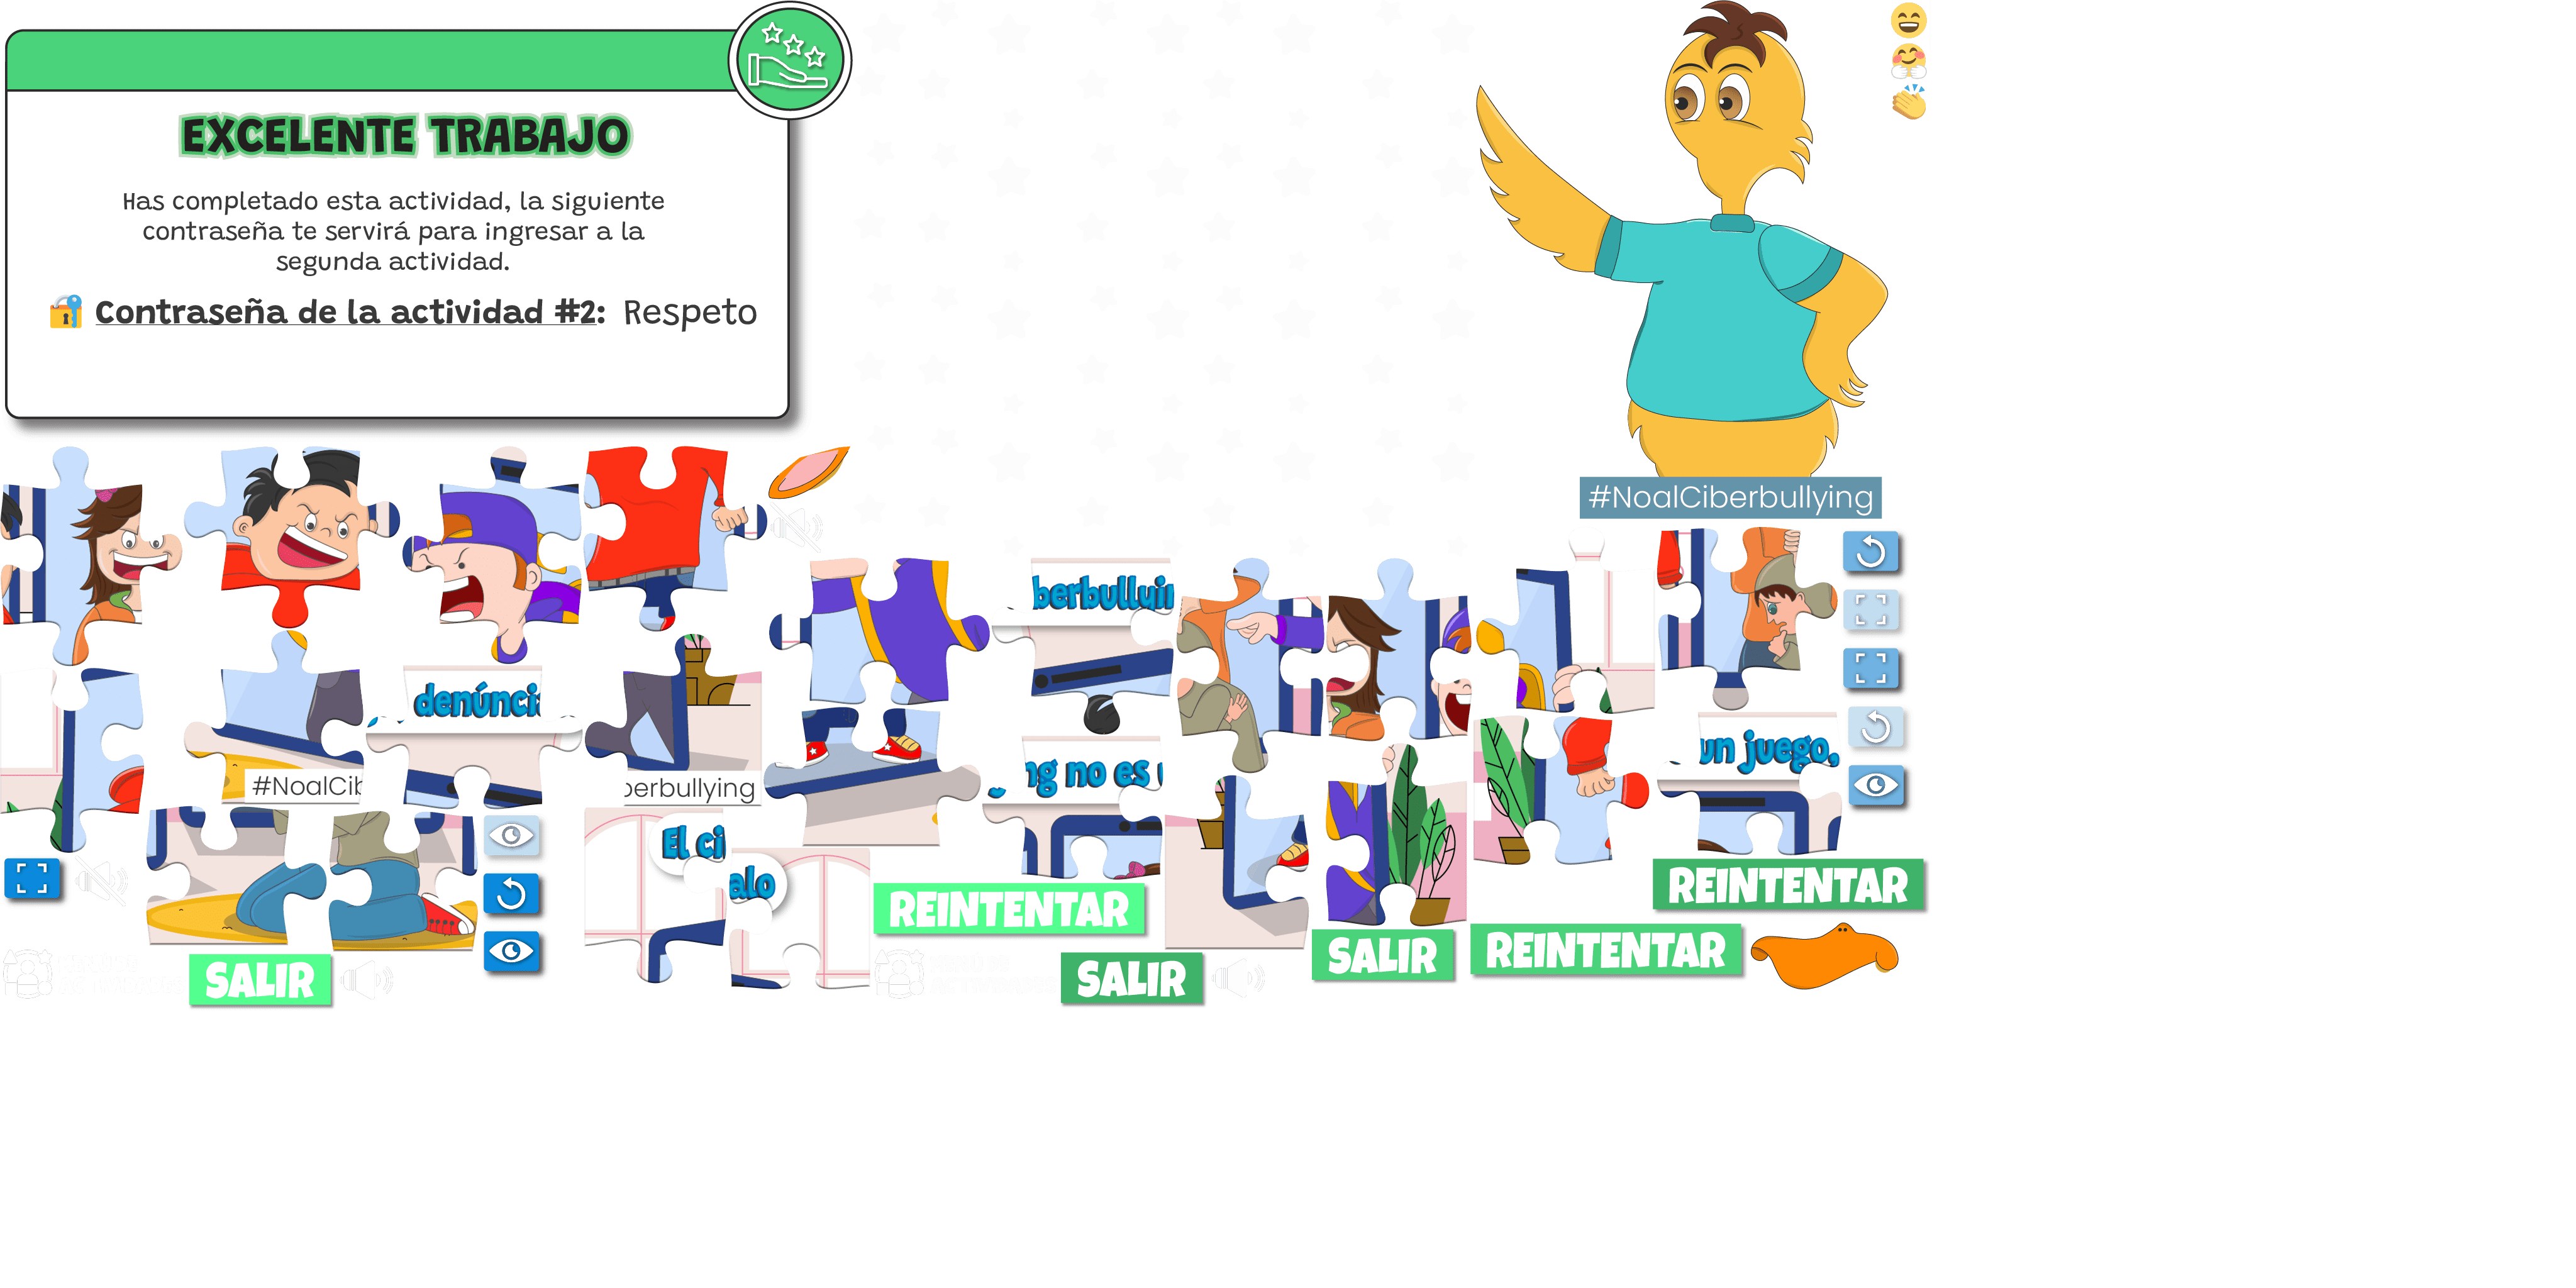 EXCELENTE TRABAJO
Has completado esta actividad, la siguiente
contraseña te servirá para ingresar a la
segunda actividad.
Contraseña de la actividad #2: Respeto
#NoalCiberbullying
berbullyin
denúncia
#NoalCib
berbullying
ng no es u
un juego,
El ci
alo
REINTENTAR
REINTENTAR
REINTENTAR
SALIR
SALIR
SALIR